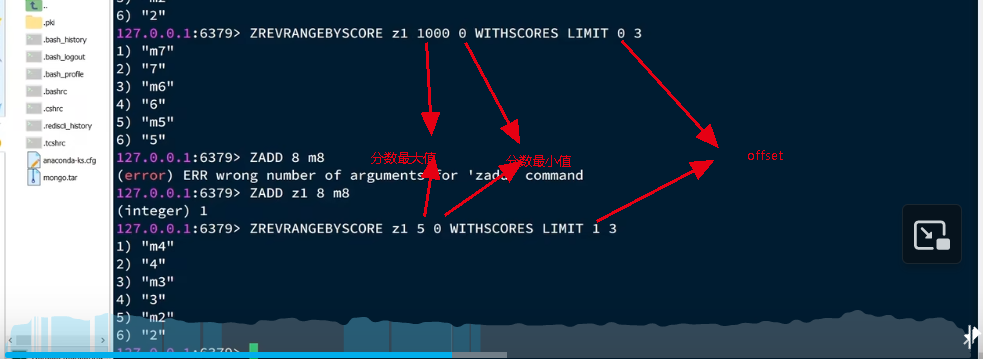 ..
.pki
.bash_history
.bash_logout
.bash_profile
.bashrc
.cshrc
.rediscli_history
.tcshrc
anaconda-ks.cfg
mongo.tar
6) "2"
127.0.0.1:6379> ZREVRANGEBYSCORE z1 1000 0 WITHSCORES LIMIT 0 3
1) "m7"
2) "7"
3) "m6"
4) "6"
5) "m5"
6) "5"
127.0.0.1:6379> ZADD 8 m8
分数最大值
分数最小值
offset
(error) ERR wrong number of arguments for 'zadd' command
127.0.0.1:6379> ZADD z1 8 m8
(integer) 1
127.0.0.1:6379> ZREVRANGEBYSCORE z1 5 0 WITHSCORES LIMIT 1 3
1) "m4"
2) "4"
3) "m3"
4) "3"
5) "m2"
6) "2"
127.0.0.1:6379>